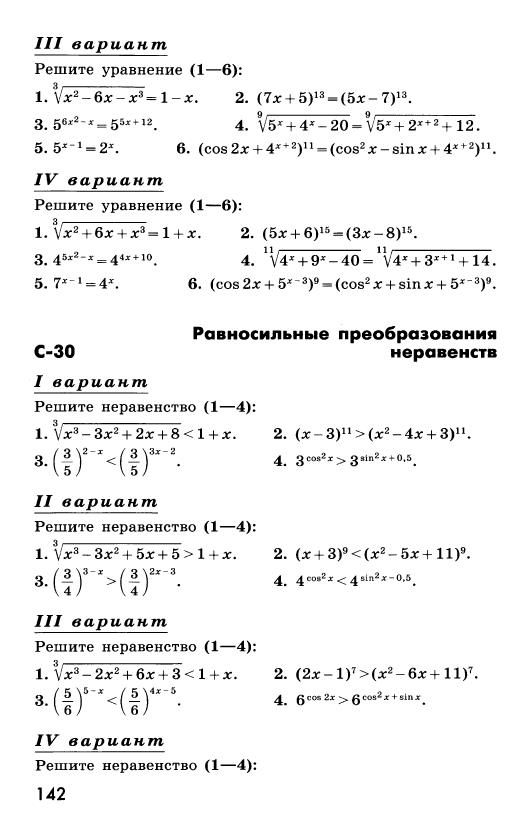 III вариант
Решите уравнение (1—6):
1. ∛(x² – 6x – x³) = 1 – x. 2. (7x + 5)¹³ = (5x – 7)¹³.
3. 5^(6x² – x) = 5^(5x + 12). 4. ⁹√(5ˣ + 4ˣ – 20) = ⁹√(5ˣ + 2ˣ⁺² + 12).
5. 5ˣ⁻¹ = 2ˣ. 6. (cos 2x + 4ˣ⁺²)¹¹ = (cos² x – sin x + 4ˣ⁺²)¹¹.
IV вариант
Решите уравнение (1—6):
1. ∛(x² + 6x + x³) = 1 + x. 2. (5x + 6)¹⁵ = (3x – 8)¹⁵.
3. 4^(5x² – x) = 4^(4x + 10). 4. ¹¹√(4ˣ + 9ˣ – 40) = ¹¹√(4ˣ + 3ˣ⁺¹ + 14).
5. 7ˣ⁻¹ = 4ˣ. 6. (cos 2x + 5ˣ⁻³)⁹ = (cos² x + sin x + 5ˣ⁻³)⁹.
С-30 Равносильные преобразования
неравенств
I вариант
Решите неравенство (1—4):
1. ∛(x³ – 3x² + 2x + 8) < 1 + x. 2. (x – 3)¹¹ > (x² – 4x + 3)¹¹.
3. (3/5)^(2 – x) < (3/5)^(3x – 2). 4. 3^(cos² x) > 3^(sin² x + 0,5).
II вариант
Решите неравенство (1—4):
1. ∛(x³ – 3x² + 5x + 5) > 1 + x. 2. (x + 3)⁹ < (x² – 5x + 11)⁹.
3. (3/4)^(3 – x) > (3/4)^(2x – 3). 4. 4^(cos² x) < 4^(sin² x – 0,5).
III вариант
Решите неравенство (1—4):
1. ∛(x³ – 2x² + 6x + 3) < 1 + x. 2. (2x – 1)⁷ > (x² – 6x + 11)⁷.
3. (5/6)^(5 – x) < (5/6)^(4x – 5). 4. 6^(cos 2x) > 6^(cos² x + sin x).
IV вариант
Решите неравенство (1—4):
142